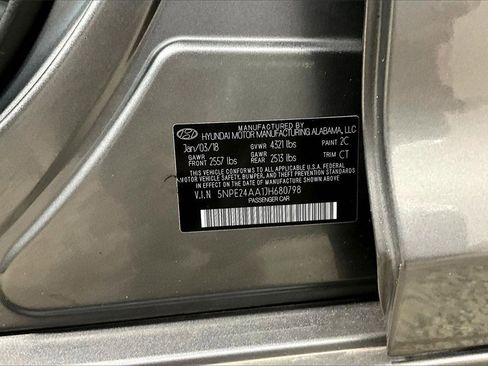 MANUFACTURED BY
HYUNDAI MOTOR MANUFACTURING ALABAMA, LLC
Jan/03/18 GVWR 4321 lbs PAINT 2C
GAWR FRONT 2557 lbs GAWR REAR 2513 lbs TRIM CT
THIS VEHICLE CONFORMS TO ALL APPLICABLE U.S.A. FEDERAL
MOTOR VEHICLE SAFETY, BUMPER, AND THEFT PREVENTION STANDARDS
IN EFFECT ON THE DATE OF MANUFACTURE SHOWN ABOVE.
V.I.N 5NPE24AA1JH680798
PASSENGER CAR